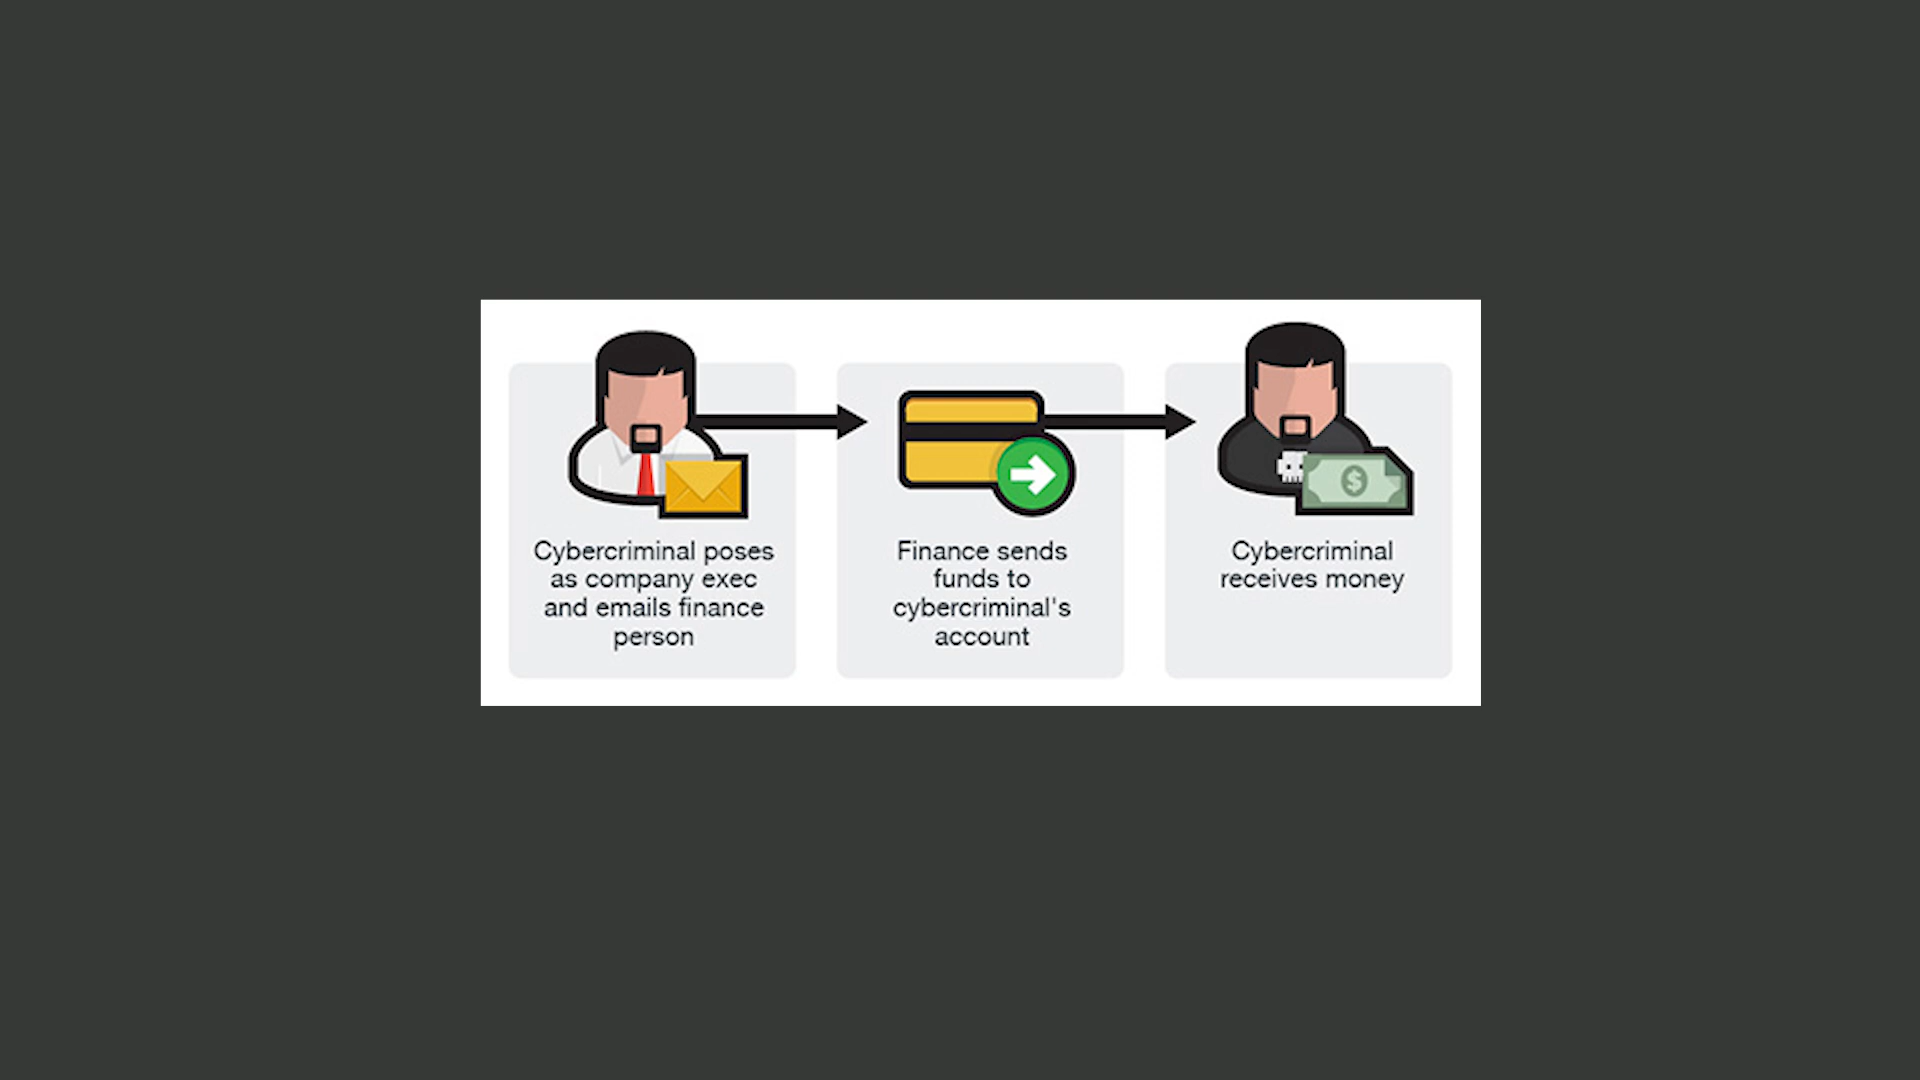 Cybercriminal poses
as company exec
and emails finance
person
Finance sends
funds to
cybercriminal's
account
Cybercriminal
receives money